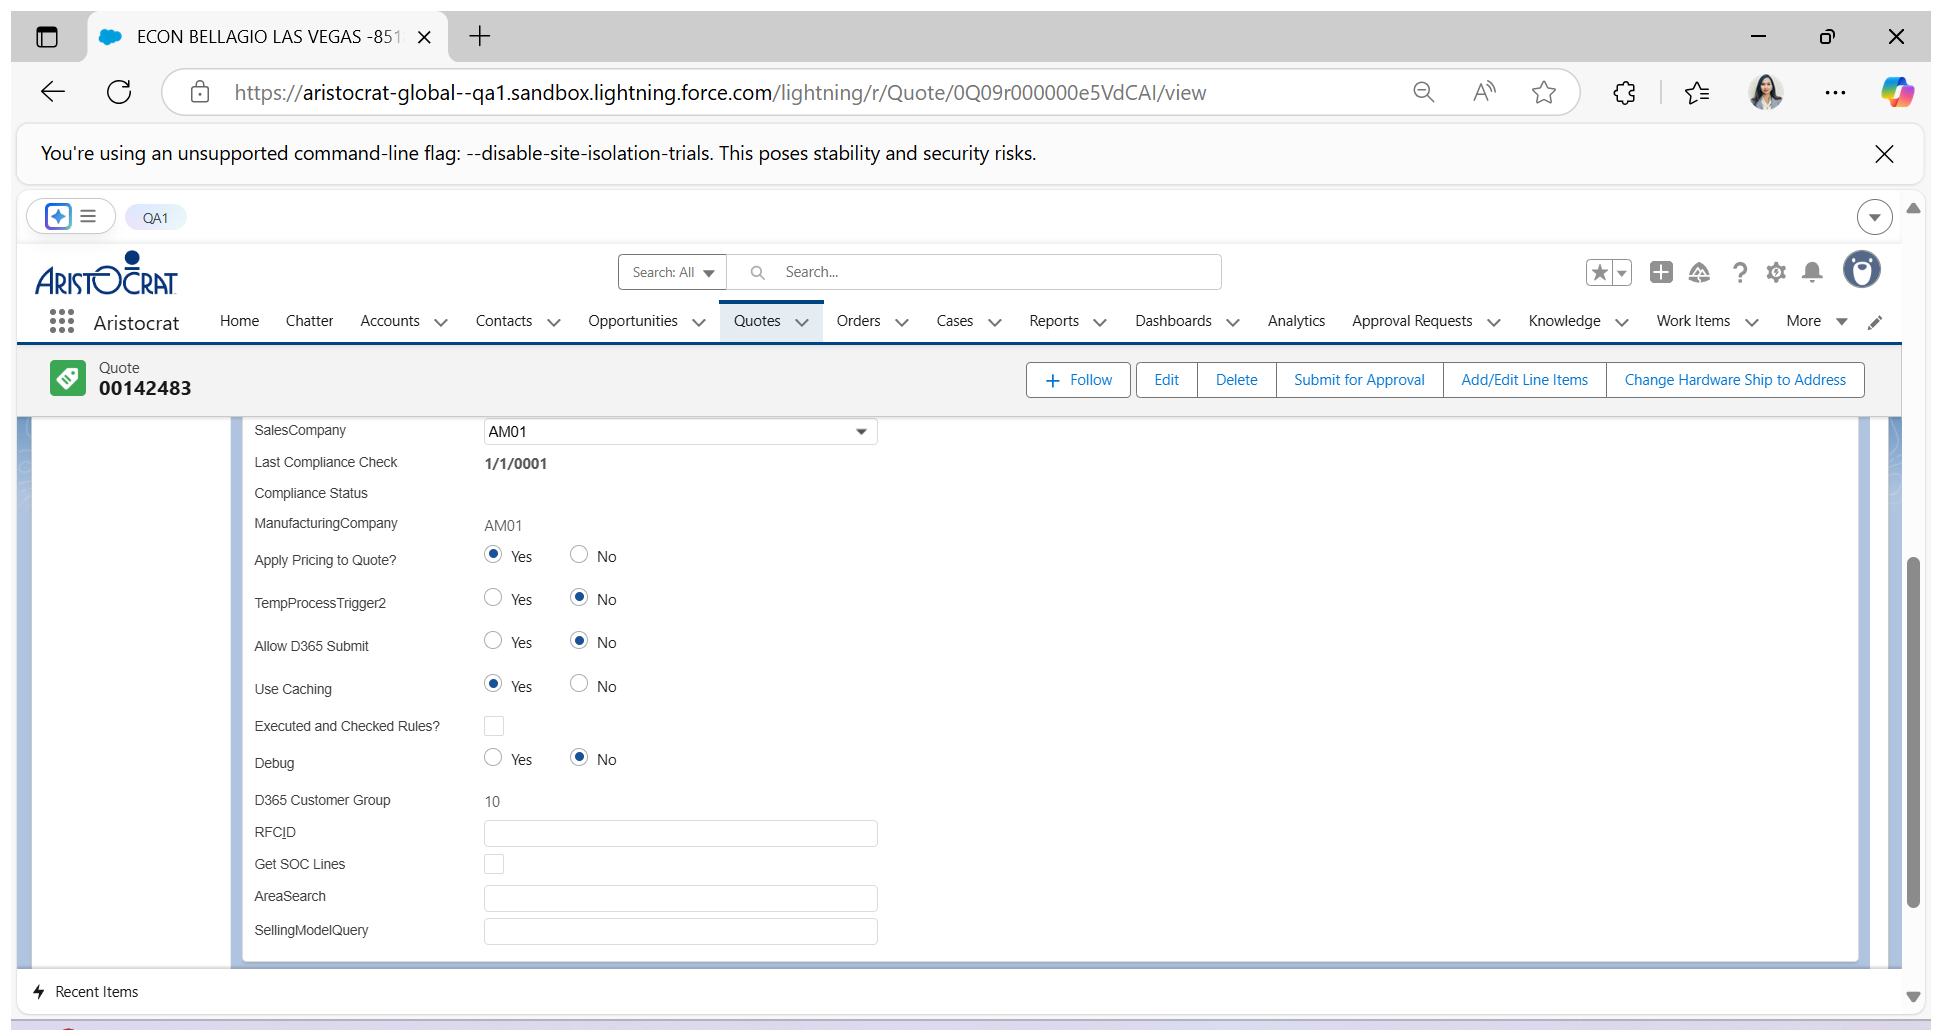 ECON BELLAGIO LAS VEGAS -851
https://aristocrat-global--qa1.sandbox.lightning.force.com/lightning/r/Quote/0Q09r000000e5VdCAI/view
You're using an unsupported command-line flag: --disable-site-isolation-trials. This poses stability and security risks.
QA1
ARISTOCRAT
Search: All
Search...
Aristocrat Home Chatter Accounts Contacts Opportunities Quotes Orders Cases Reports Dashboards Analytics Approval Requests Knowledge Work Items More
Quote
00142483
Follow Edit Delete Submit for Approval Add/Edit Line Items Change Hardware Ship to Address
SalesCompany AM01
Last Compliance Check 1/1/0001
Compliance Status
ManufacturingCompany AM01
Apply Pricing to Quote? Yes No
TempProcessTrigger2 Yes No
Allow D365 Submit Yes No
Use Caching Yes No
Executed and Checked Rules?
Debug Yes No
D365 Customer Group 10
RFCID
Get SOC Lines
AreaSearch
SellingModelQuery
Recent Items